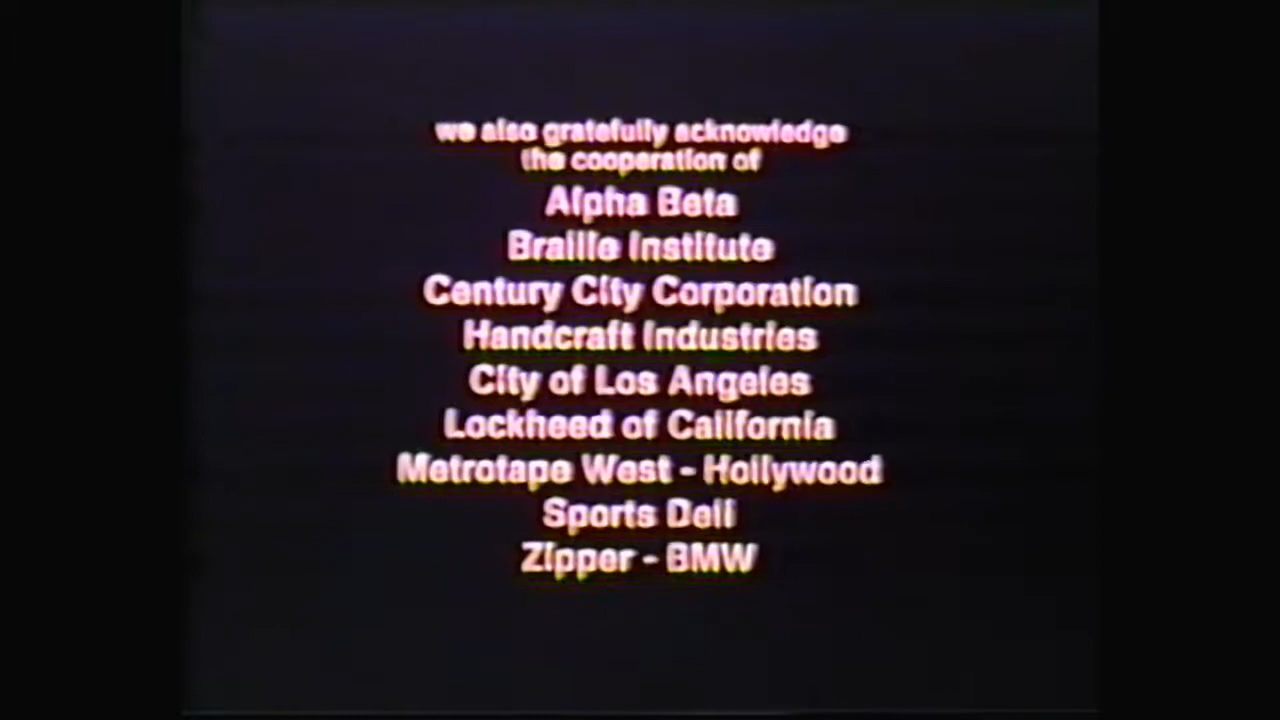 we also gratefully acknowledge
the cooperation of
Alpha Beta
Braille Institute
Century City Corporation
Handcraft Industries
City of Los Angeles
Lockheed of California
Metrotape West - Hollywood
Sports Deli
Zipper - BMW